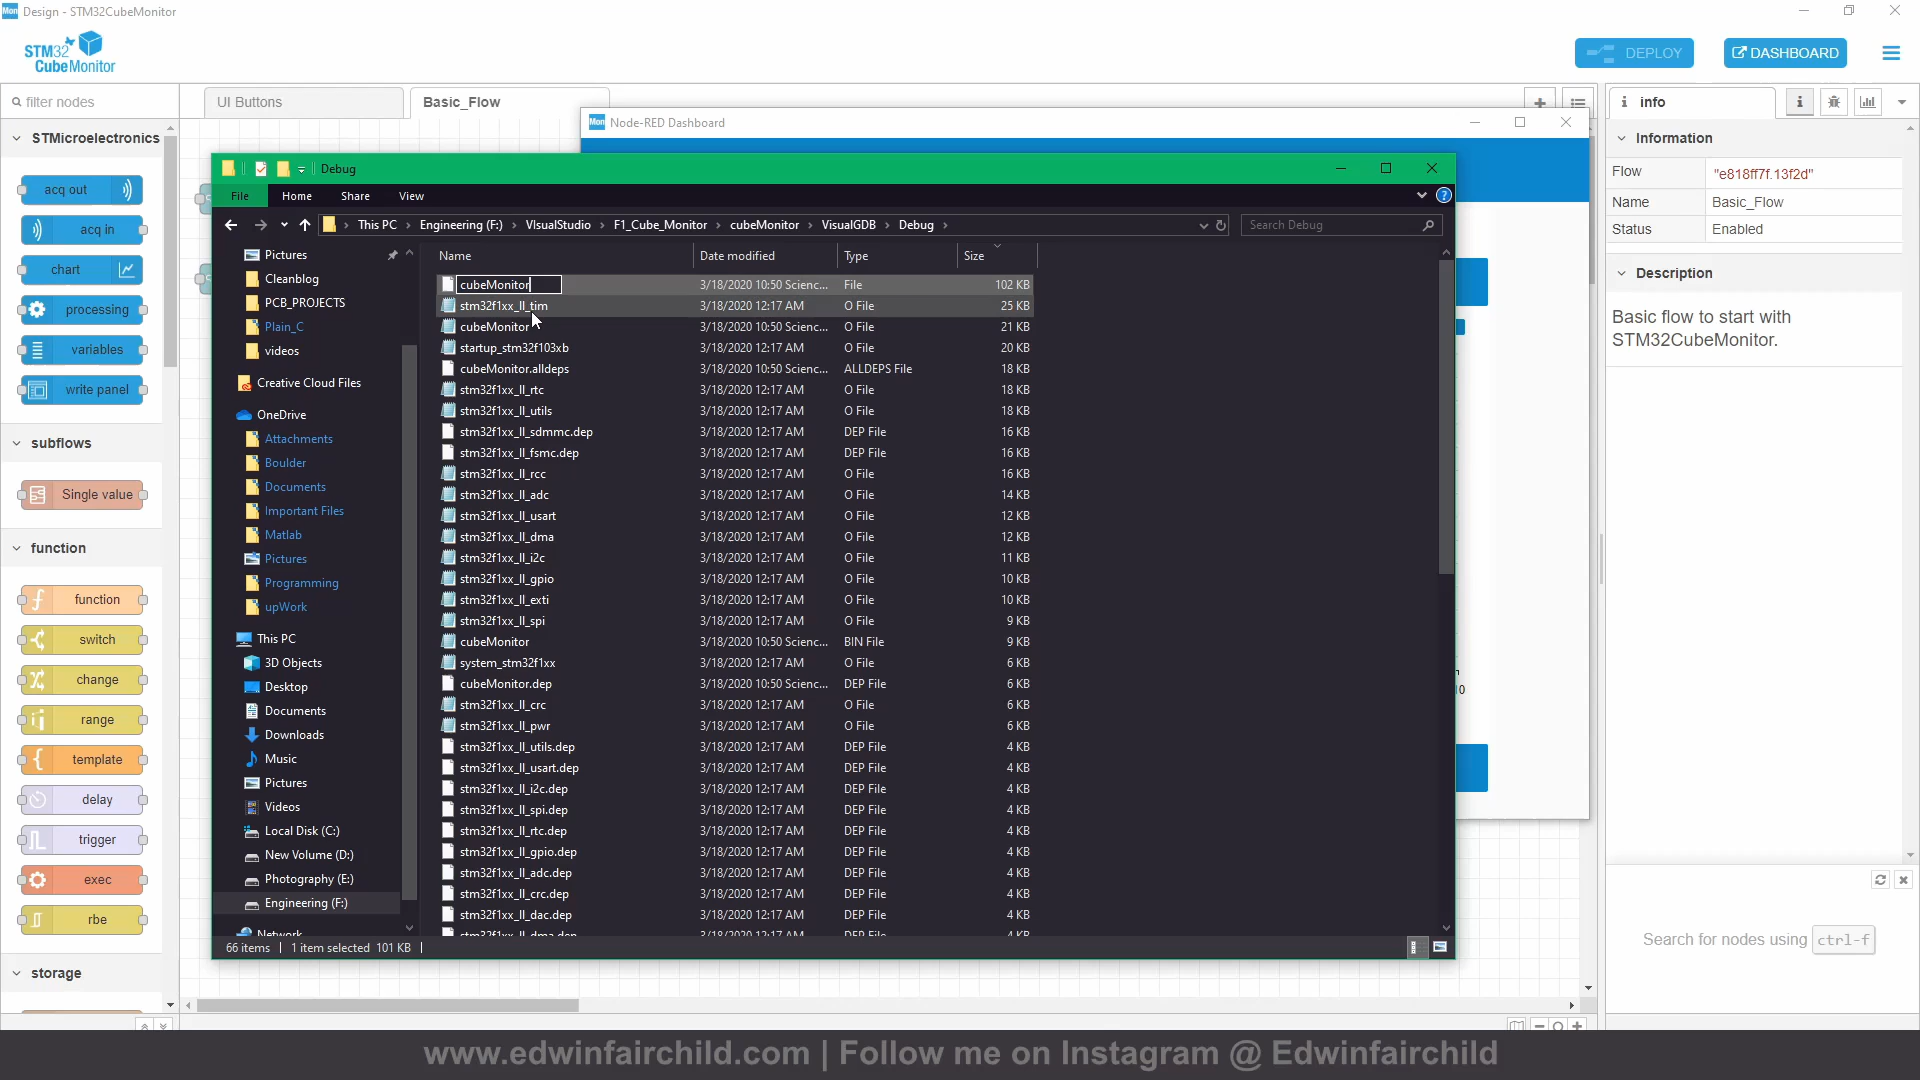 Mon Design - STM32CubeMonitor
STM32
CubeMonitor
DEPLOY
DASHBOARD
filter nodes
UI Buttons
Basic_Flow
info
STMicroelectronics
acq out
acq in
chart
processing
variables
write panel
subflows
Single value
function
function
switch
change
range
template
delay
trigger
exec
rbe
storage
Mon Node-RED Dashboard
Debug
File Home Share View
This PC Engineering (F:) VIsualStudio F1_Cube_Monitor cubeMonitor VisualGDB Debug
Search Debug
Pictures
Cleanblog
PCB_PROJECTS
Plain_C
videos
Creative Cloud Files
OneDrive
Attachments
Boulder
Documents
Important Files
Matlab
Pictures
Programming
upWork
This PC
3D Objects
Desktop
Documents
Downloads
Music
Pictures
Videos
Local Disk (C:)
New Volume (D:)
Photography (E:)
Engineering (F:)
Network
Name Date modified Type Size
cubeMonitor 3/18/2020 10:50 Scienc... File 102 KB
stm32f1xx_ll_tim 3/18/2020 12:17 AM O File 25 KB
cubeMonitor 3/18/2020 10:50 Scienc... O File 21 KB
startup_stm32f103xb 3/18/2020 12:17 AM O File 20 KB
cubeMonitor.alldeps 3/18/2020 10:50 Scienc... ALLDEPS File 18 KB
stm32f1xx_ll_rtc 3/18/2020 12:17 AM O File 18 KB
stm32f1xx_ll_utils 3/18/2020 12:17 AM O File 18 KB
stm32f1xx_ll_sdmmc.dep 3/18/2020 12:17 AM DEP File 16 KB
stm32f1xx_ll_fsmc.dep 3/18/2020 12:17 AM DEP File 16 KB
stm32f1xx_ll_rcc 3/18/2020 12:17 AM O File 16 KB
stm32f1xx_ll_adc 3/18/2020 12:17 AM O File 14 KB
stm32f1xx_ll_usart 3/18/2020 12:17 AM O File 12 KB
stm32f1xx_ll_dma 3/18/2020 12:17 AM O File 12 KB
stm32f1xx_ll_i2c 3/18/2020 12:17 AM O File 11 KB
stm32f1xx_ll_gpio 3/18/2020 12:17 AM O File 10 KB
stm32f1xx_ll_exti 3/18/2020 12:17 AM O File 10 KB
stm32f1xx_ll_spi 3/18/2020 12:17 AM O File 9 KB
cubeMonitor 3/18/2020 10:50 Scienc... BIN File 9 KB
system_stm32f1xx 3/18/2020 12:17 AM O File 6 KB
cubeMonitor.dep 3/18/2020 10:50 Scienc... DEP File 6 KB
stm32f1xx_ll_crc 3/18/2020 12:17 AM O File 6 KB
stm32f1xx_ll_pwr 3/18/2020 12:17 AM O File 6 KB
stm32f1xx_ll_utils.dep 3/18/2020 12:17 AM DEP File 4 KB
stm32f1xx_ll_usart.dep 3/18/2020 12:17 AM DEP File 4 KB
stm32f1xx_ll_i2c.dep 3/18/2020 12:17 AM DEP File 4 KB
stm32f1xx_ll_spi.dep 3/18/2020 12:17 AM DEP File 4 KB
stm32f1xx_ll_rtc.dep 3/18/2020 12:17 AM DEP File 4 KB
stm32f1xx_ll_gpio.dep 3/18/2020 12:17 AM DEP File 4 KB
stm32f1xx_ll_adc.dep 3/18/2020 12:17 AM DEP File 4 KB
stm32f1xx_ll_crc.dep 3/18/2020 12:17 AM DEP File 4 KB
stm32f1xx_ll_dac.dep 3/18/2020 12:17 AM DEP File 4 KB
stm32f1xx_ll_dma.dep 3/18/2020 12:17 AM DEP File 4 KB
66 items 1 item selected 101 KB
Information
Flow "e818ff7f.13f2d"
Name Basic_Flow
Status Enabled
Description
Basic flow to start with
STM32CubeMonitor.
Search for nodes using ctrl-f
www.edwinfairchild.com | Follow me on Instagram @ Edwinfairchild